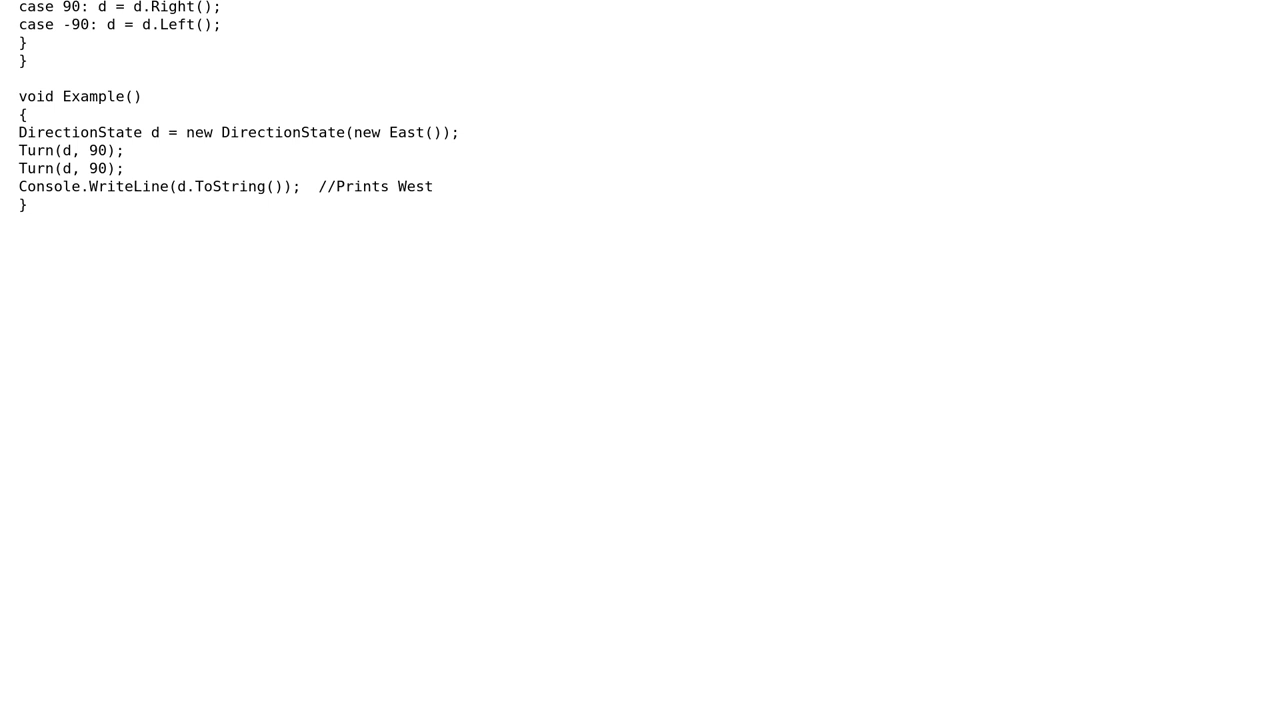 case 90: d = d.Right();
case -90: d = d.Left();
}
}
void Example()
{
DirectionState d = new DirectionState(new East());
Turn(d, 90);
Turn(d, 90);
Console.WriteLine(d.ToString());  //Prints West
}